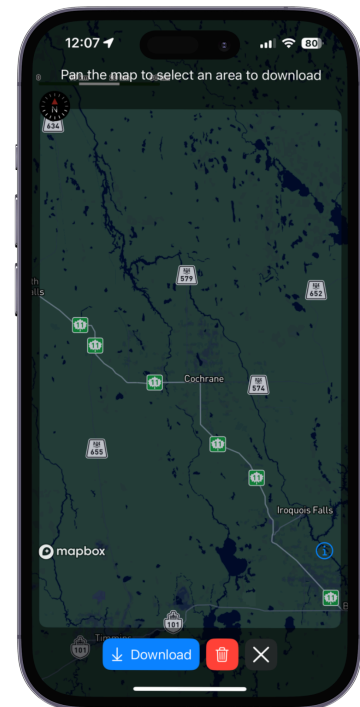 12:07
80
Pan the map to select an area to download
N
634
579
652
11
11
11
Cochrane
574
11
655
11
Iroquois Falls
mapbox
11
101
101
Download